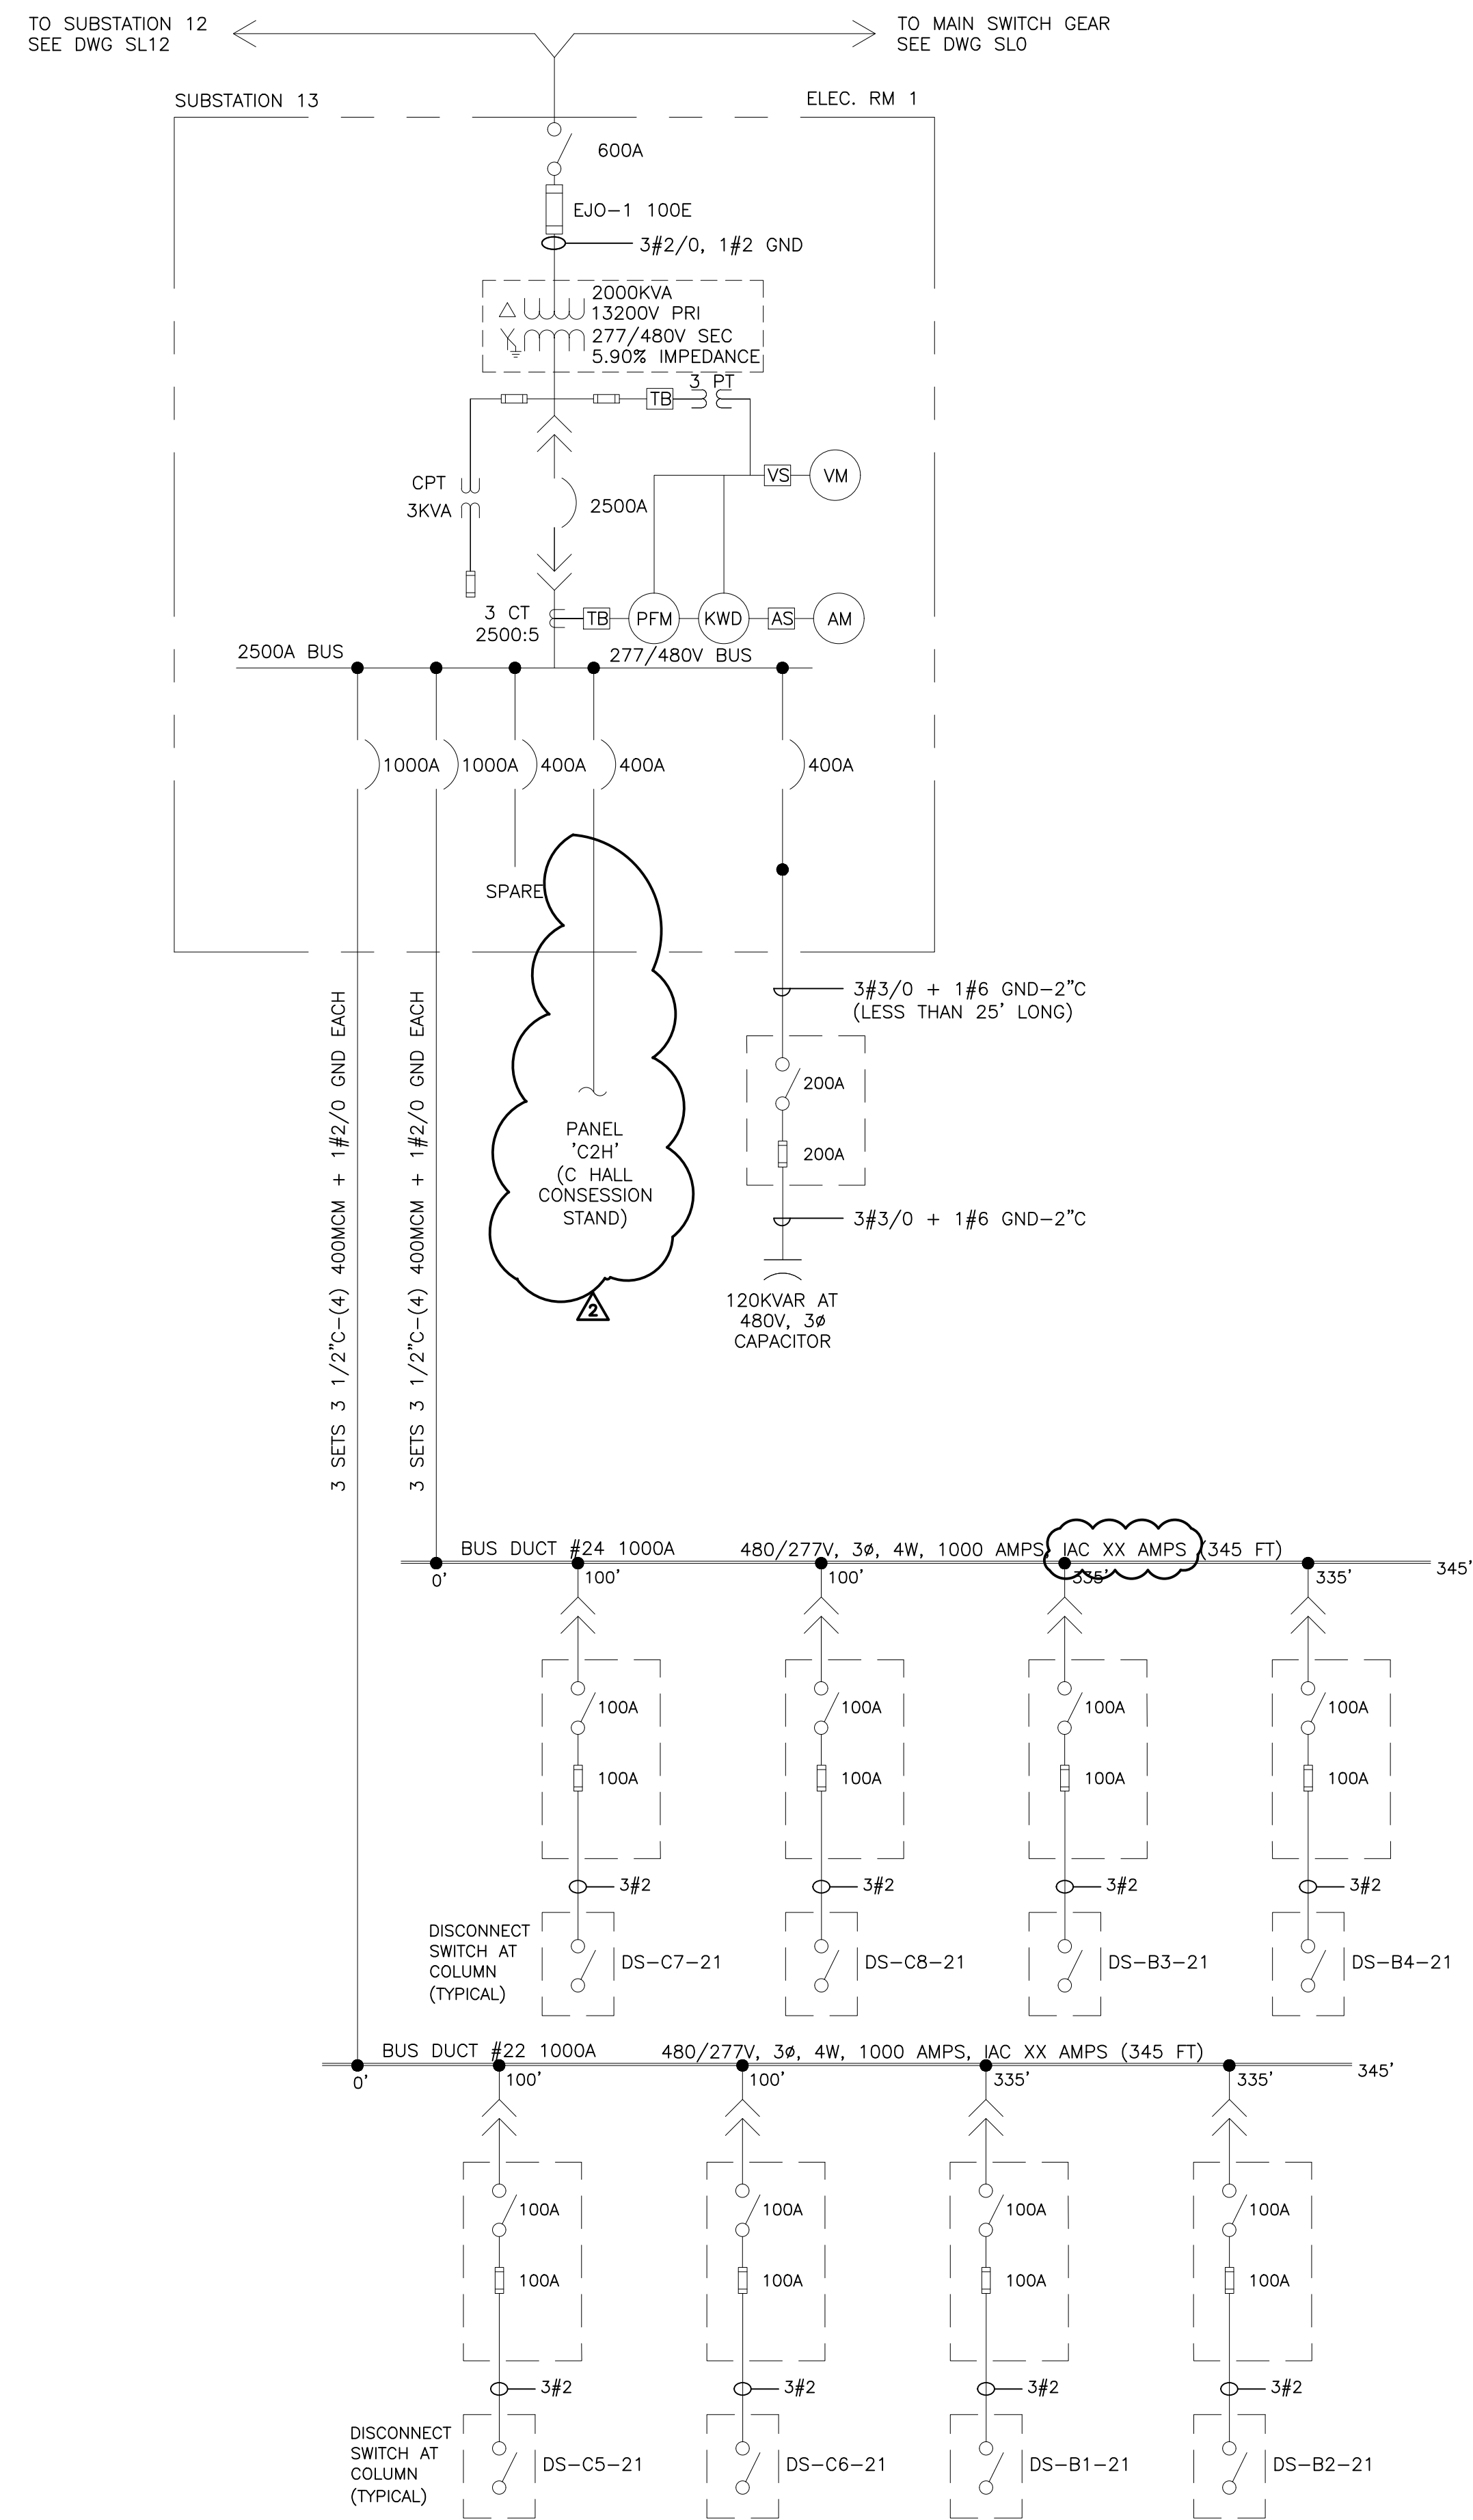 TO SUBSTATION 12
SEE DWG SL12
TO MAIN SWITCH GEAR
SEE DWG SL0
SUBSTATION 13
ELEC. RM 1
600A
EJO-1 100E
3#2/0, 1#2 GND
2000KVA
13200V PRI
277/480V SEC
5.90% IMPEDANCE
3 PT
TB
VS
VM
CPT
3KVA
2500A
3 CT
2500:5
TB
PFM
KWD
AS
AM
2500A BUS
277/480V BUS
1000A
1000A
400A
400A
400A
SPARE
3#3/0 + 1#6 GND-2"C
(LESS THAN 25' LONG)
200A
200A
3#3/0 + 1#6 GND-2"C
120KVAR AT
480V, 3ø
CAPACITOR
PANEL
'C2H'
(C HALL
CONSESSION
STAND)
2
3 SETS 3 1/2"C-(4) 400MCM + 1#2/0 GND EACH
3 SETS 3 1/2"C-(4) 400MCM + 1#2/0 GND EACH
BUS DUCT #24 1000A
480/277V, 3ø, 4W, 1000 AMPS, IAC XX AMPS (345 FT)
0'
100'
100'
335'
335'
345'
100A
100A
100A
100A
100A
100A
100A
100A
3#2
3#2
3#2
3#2
DISCONNECT
SWITCH AT
COLUMN
(TYPICAL)
DS-C7-21
DS-C8-21
DS-B3-21
DS-B4-21
BUS DUCT #22 1000A
480/277V, 3ø, 4W, 1000 AMPS, IAC XX AMPS (345 FT)
0'
100'
100'
335'
335'
345'
100A
100A
100A
100A
100A
100A
100A
100A
3#2
3#2
3#2
3#2
DISCONNECT
SWITCH AT
COLUMN
(TYPICAL)
DS-C5-21
DS-C6-21
DS-B1-21
DS-B2-21